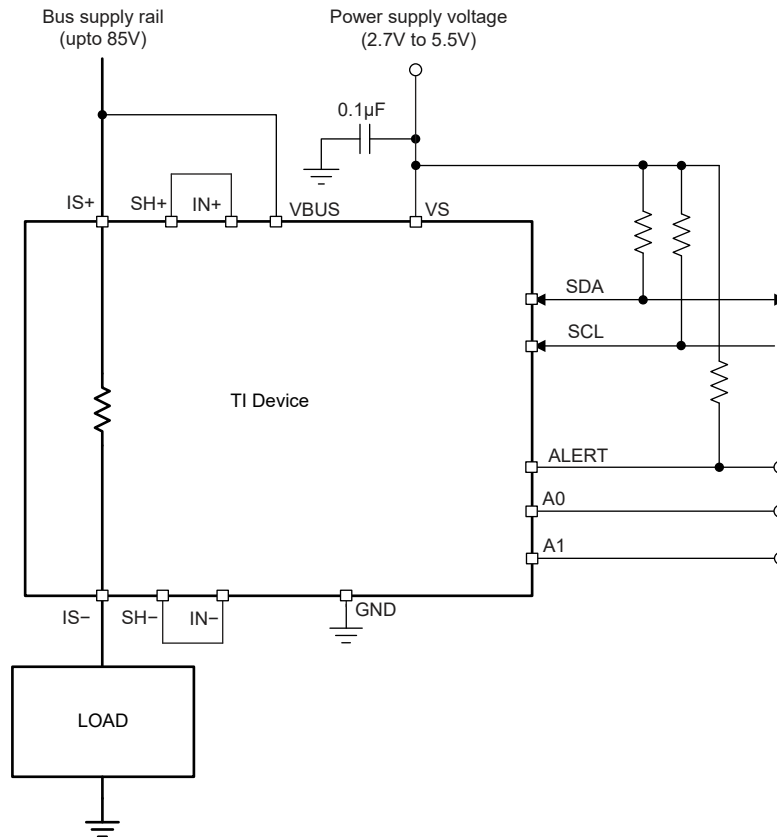 Bus supply rail
(upto 85V)
Power supply voltage
(2.7V to 5.5V)
0.1µF
IS+
SH+
IN+
VBUS
VS
SDA
SCL
TI Device
ALERT
A0
A1
IS−
SH−
IN−
GND
LOAD